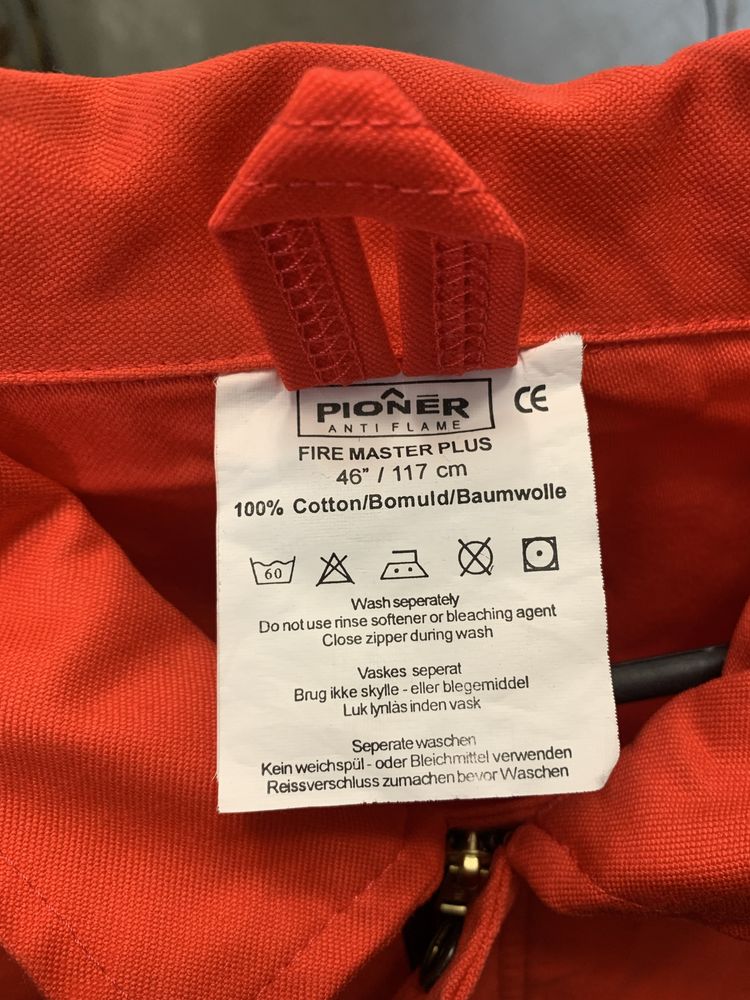 PIONER
ANTI FLAME
CE
FIRE MASTER PLUS
46” / 117 cm
100% Cotton/Bomuld/Baumwolle
60
Wash seperately
Do not use rinse softener or bleaching agent
Close zipper during wash
Vaskes seperat
Brug ikke skylle - eller blegemiddel
Luk lynlås inden vask
Seperate waschen
Kein weichspül - oder Bleichmittel verwenden
Reissverschluss zumachen bevor Waschen